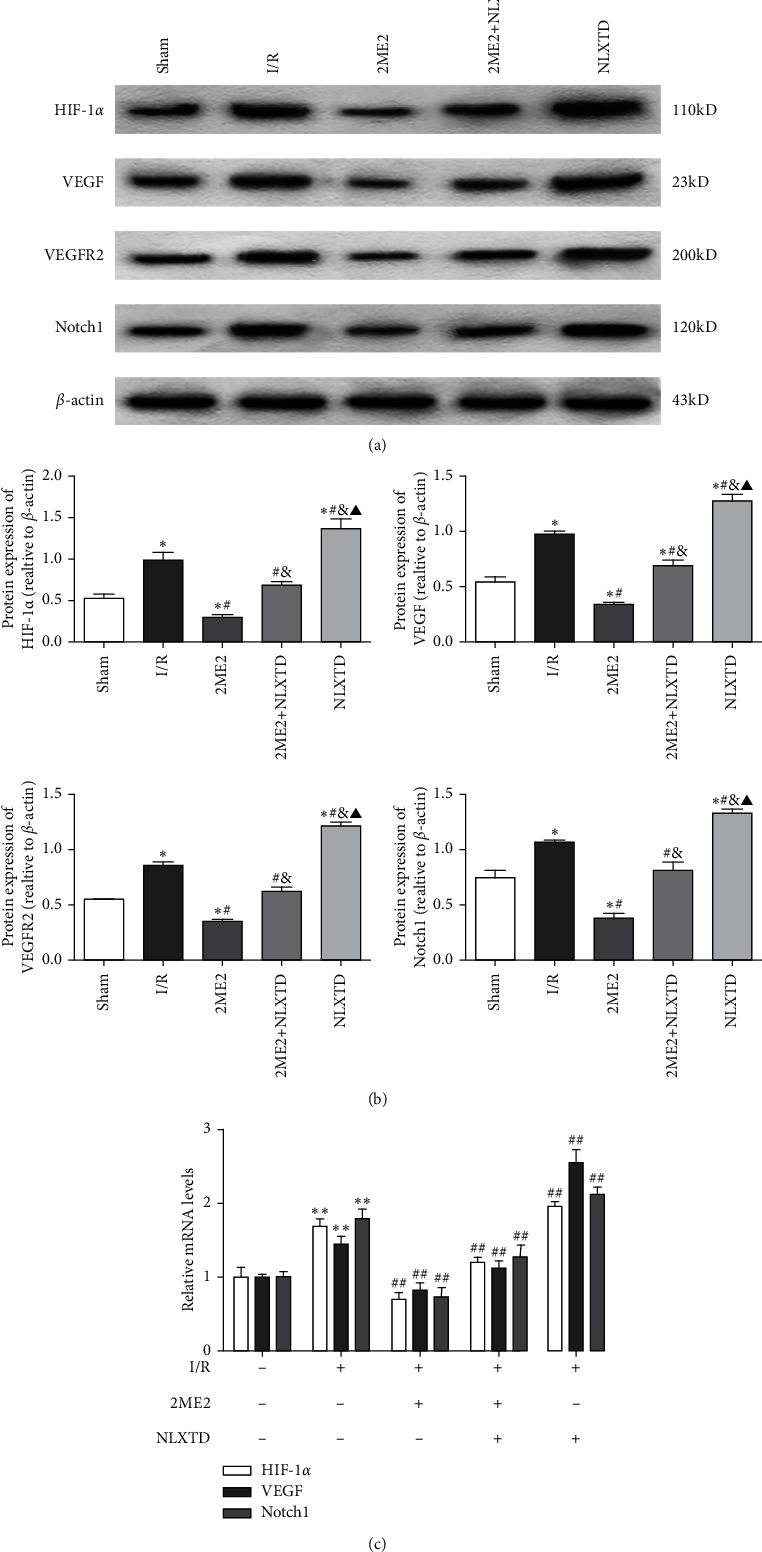 Sham
I/R
2ME2
NLXTD
HIF-1α 110kD
VEGF 23kD
VEGFR2 200kD
Notch1 120kD
β-actin 43kD
(a)
Protein expression of
HIF-1α (realtive to β-actin)
2.0
1.5
1.0
0.5
0.0
*
*#
#&
*#&▲
Sham
I/R
2ME2
2ME2+NLXTD
NLXTD
Protein expression of
VEGF (realtive to β-actin)
1.5
1.0
0.5
0.0
*
*#
*#&
*#&▲
Sham
I/R
2ME2
2ME2+NLXTD
NLXTD
Protein expression of
VEGFR2 (realtive to β-actin)
1.5
1.0
0.5
0.0
*
*#
#&
*#&▲
Sham
I/R
2ME2
2ME2+NLXTD
NLXTD
Protein expression of
Notch1 (realtive to β-actin)
1.5
1.0
0.5
0.0
*
*#
#&
*#&▲
Sham
I/R
2ME2
2ME2+NLXTD
NLXTD
(b)
Relative mRNA levels
3
2
1
0
** ** **
## ## ##
## ## ##
## ## ##
I/R – + + + +
2ME2 – – + + –
NLXTD – – – + +
HIF-1α
VEGF
Notch1
(c)